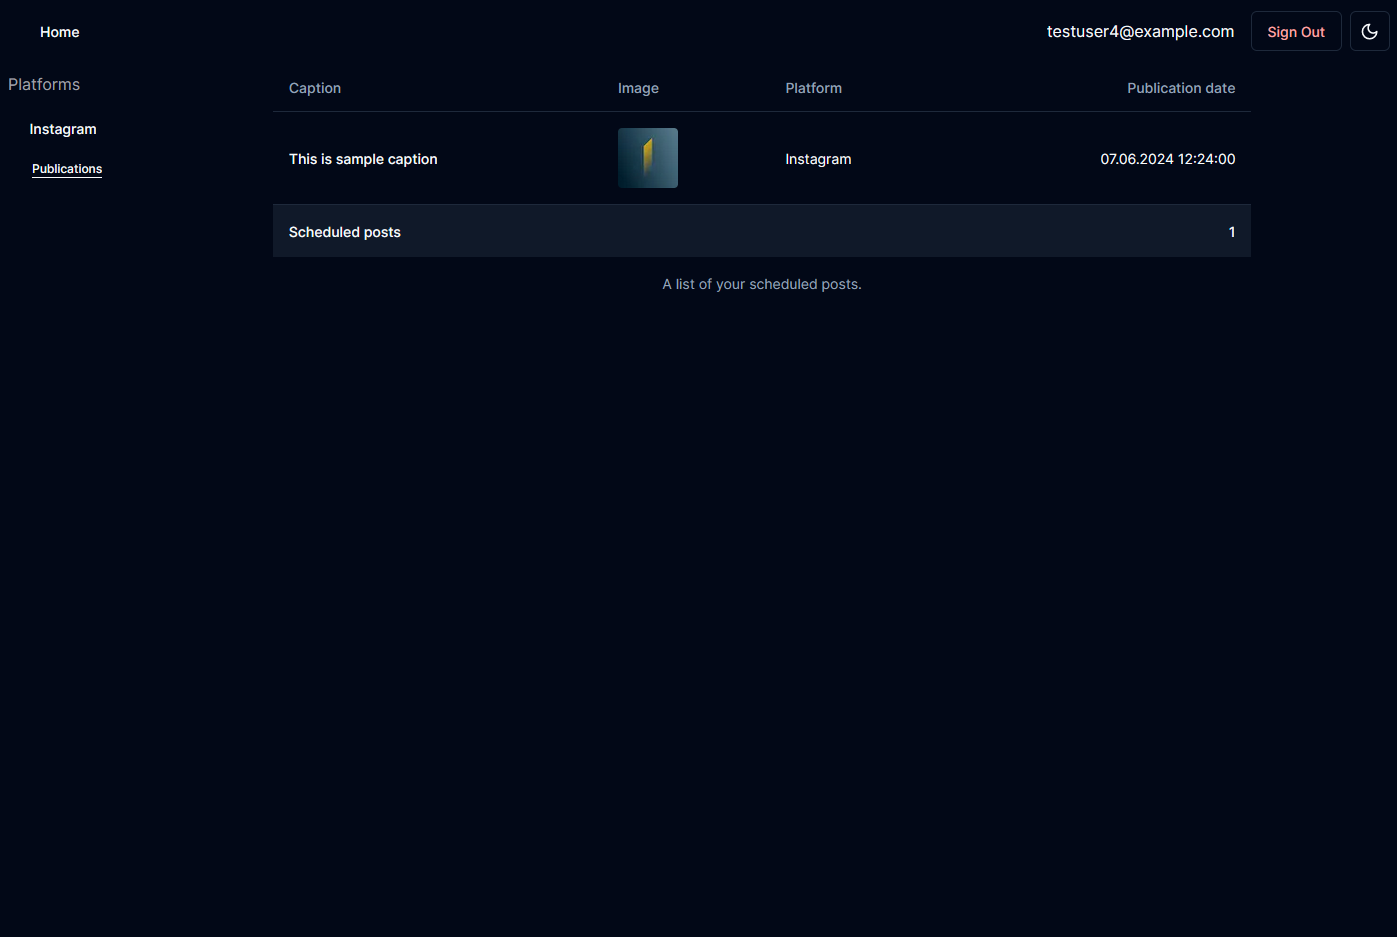 Home
testuser4@example.com
Sign Out
Platforms
Instagram
Publications
Caption Image Platform Publication date
This is sample caption Instagram 07.06.2024 12:24:00
Scheduled posts 1
A list of your scheduled posts.